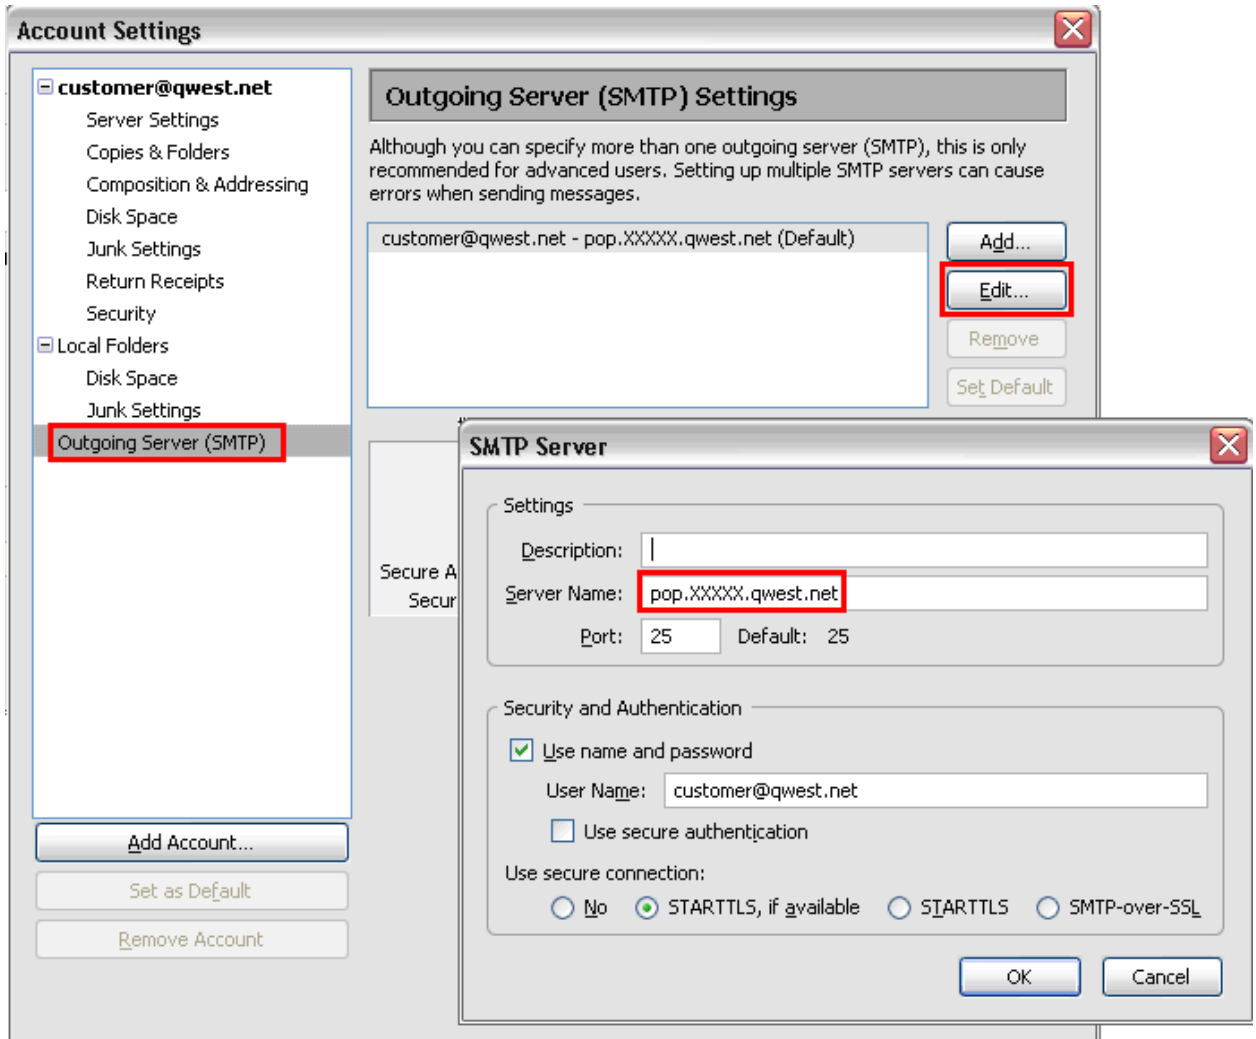 Account Settings
customer@qwest.net
Server Settings
Copies & Folders
Composition & Addressing
Disk Space
Junk Settings
Return Receipts
Security
Local Folders
Disk Space
Junk Settings
Outgoing Server (SMTP)
Add Account...
Set as Default
Remove Account
Outgoing Server (SMTP) Settings
Although you can specify more than one outgoing server (SMTP), this is only
recommended for advanced users. Setting up multiple SMTP servers can cause
errors when sending messages.
customer@qwest.net - pop.XXXXX.qwest.net (Default)
Add...
Edit...
Remove
Set Default
Secure A
Secur
SMTP Server
Settings
Description:
Server Name: pop.XXXXX.qwest.net
Port: 25 Default: 25
Security and Authentication
Use name and password
User Name: customer@qwest.net
Use secure authentication
Use secure connection:
No STARTTLS, if available STARTTLS SMTP-over-SSL
OK Cancel